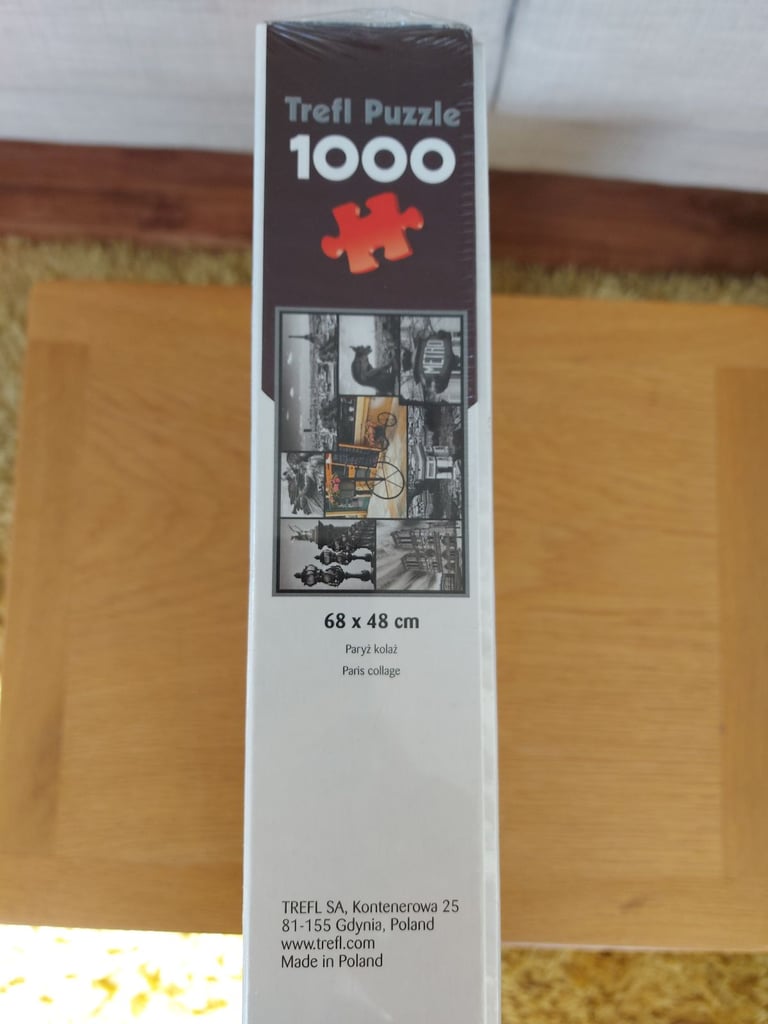 Trefl Puzzle
1000
METRO
68 x 48 cm
Paryż kolaż
Paris collage
TREFL SA, Kontenerowa 25
81-155 Gdynia, Poland
www.trefl.com
Made in Poland